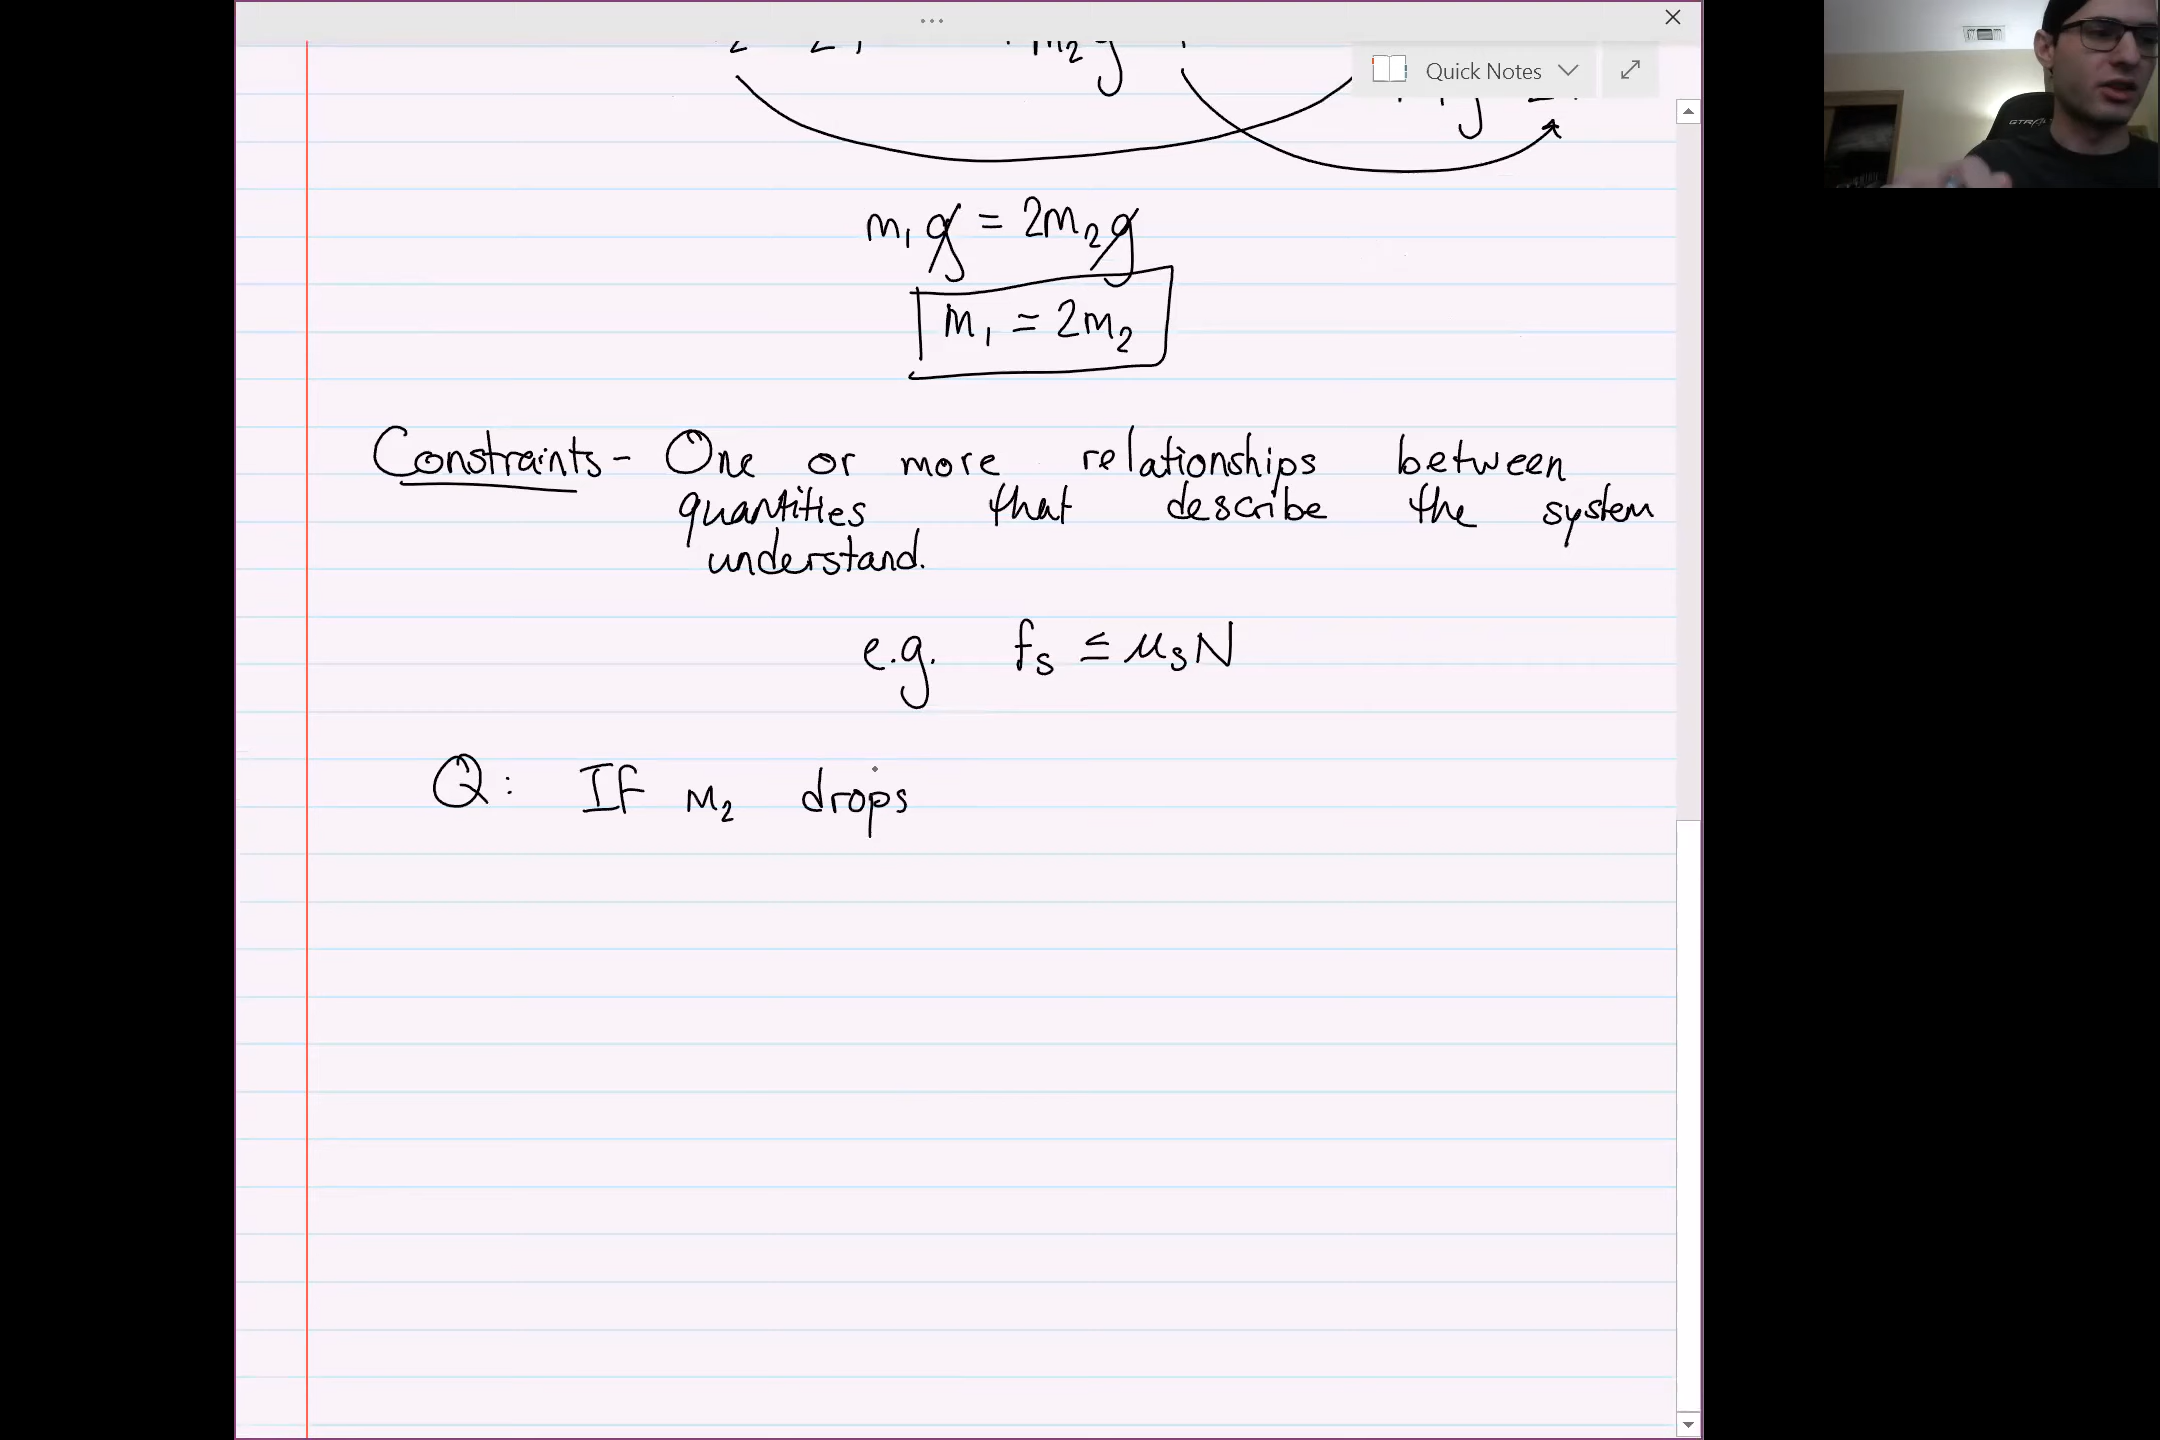 m₂g
Quick Notes
m₁g = 2m₂g
m₁ = 2m₂
Constraints - One or more relationships between
quantities that describe the system
understand.
e.g. fs ≤ μsN
Q: If m₂ drops